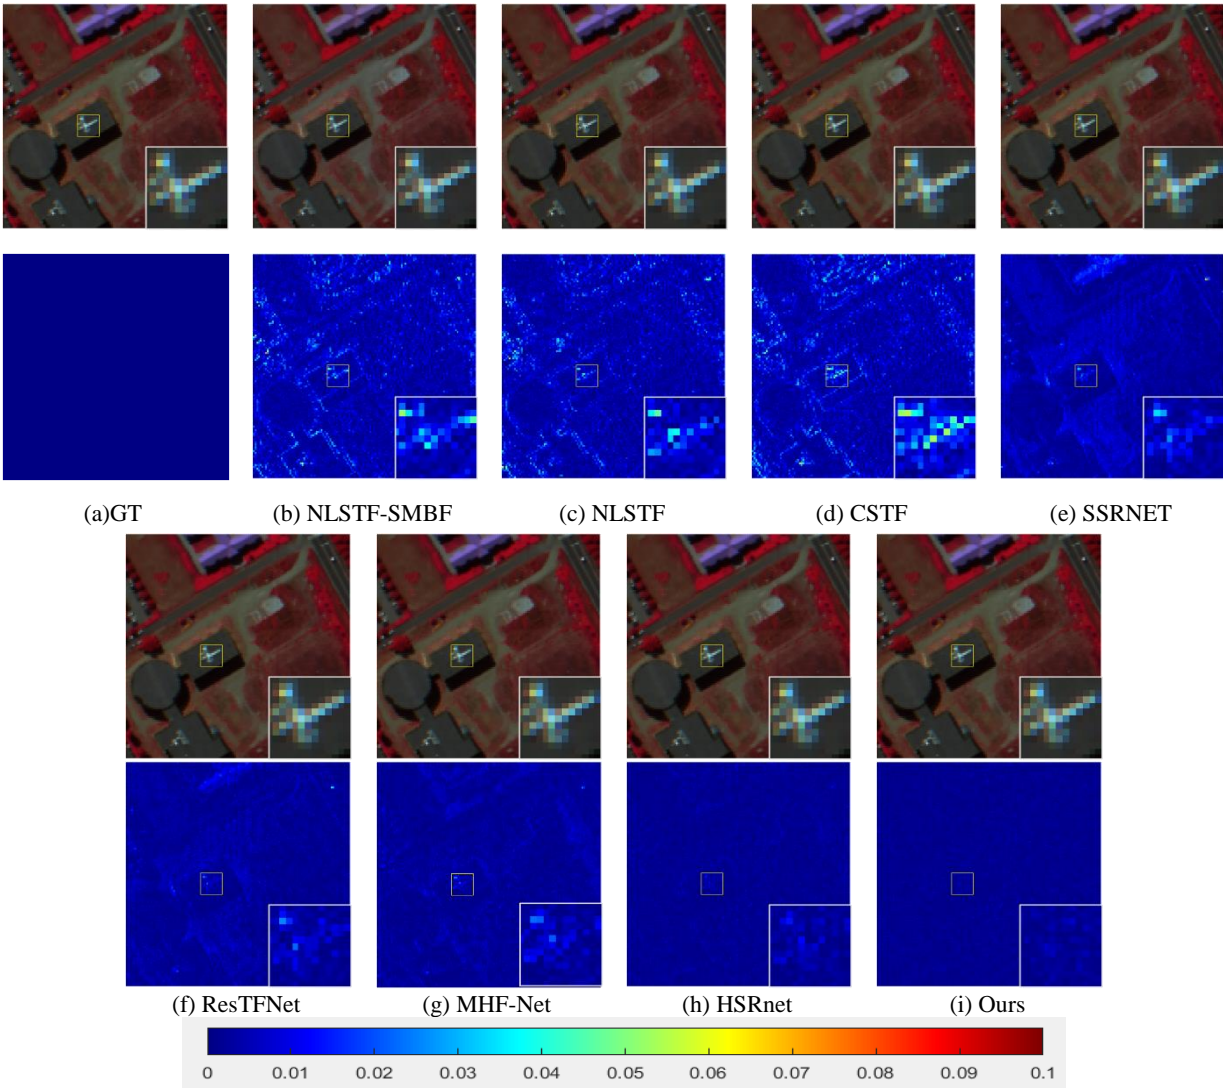 (a)GT (b) NLSTF-SMBF (c) NLSTF (d) CSTF (e) SSRNET
(f) ResTFNet (g) MHF-Net (h) HSRnet (i) Ours
0 0.01 0.02 0.03 0.04 0.05 0.06 0.07 0.08 0.09 0.1